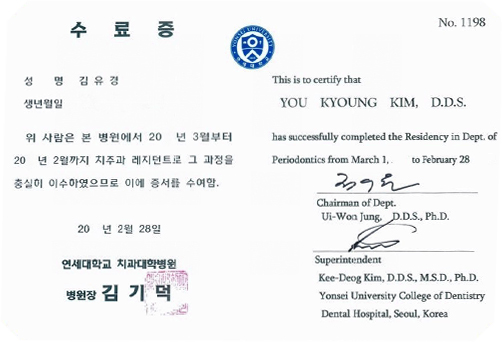 수 료 증
성 명 김 유 경
생년월일
위 사람은 본 병원에서 20 년 3월부터
20 년 2월까지 치주과 레지던트로 그 과정을
충실히 이수하였으므로 이에 증서를 수여함.
20 년 2월 28일
연세대학교 치과대학병원
병원장 김 기 덕
YONSEI UNIVERSITY
No. 1198
This is to certify that
YOU KYOUNG KIM, D.D.S.
has successfully completed the Residency in Dept. of
Periodontics from March 1, . to February 28
Chairman of Dept.
Ui-Won Jung, D.D.S., Ph.D.
Superintendent
Kee-Deog Kim, D.D.S., M.S.D., Ph.D.
Yonsei University College of Dentistry
Dental Hospital, Seoul, Korea